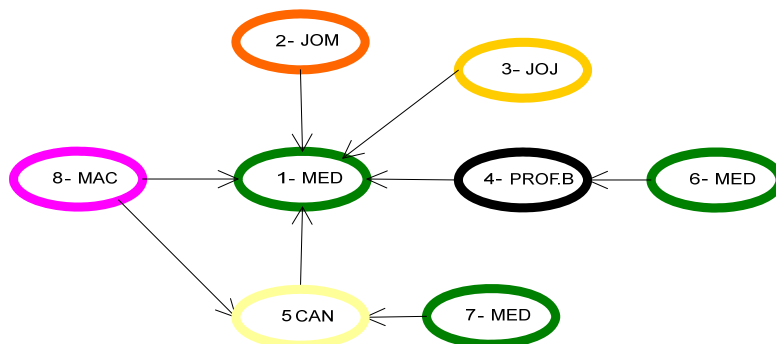 2- JOM
3- JOJ
8- MAC
1- MED
4- PROF.B
6- MED
5 CAN
7- MED